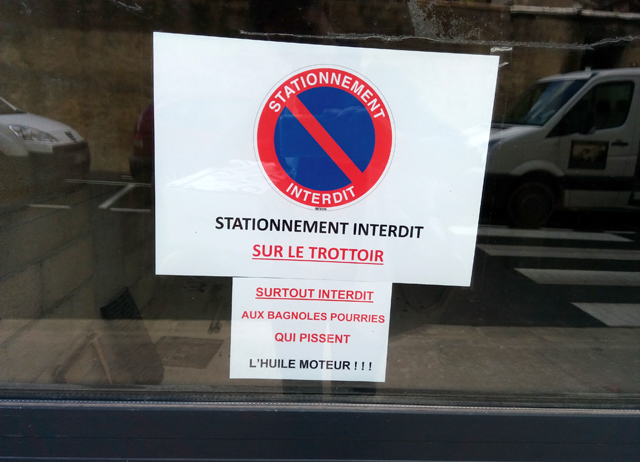 STATIONNEMENT
INTERDIT
STATIONNEMENT INTERDIT
SUR LE TROTTOIR
SURTOUT INTERDIT
AUX BAGNOLES POURRIES
QUI PISSENT
L'HUILE MOTEUR ! ! !